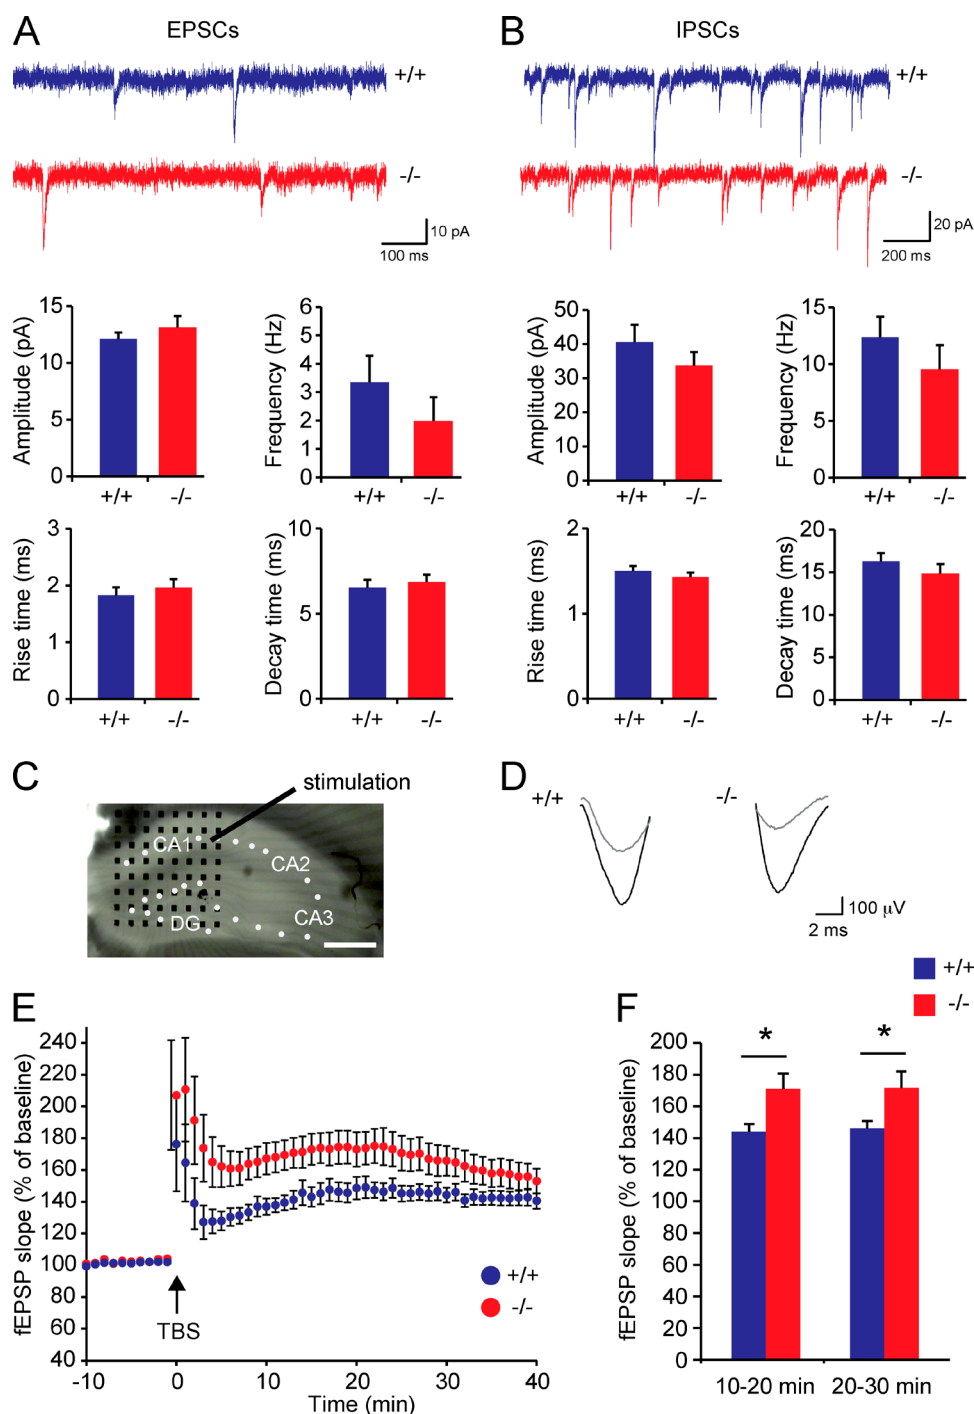 A EPSCs
B IPSCs
+/+
+/+
-/-
-/-
10 pA
100 ms
20 pA
200 ms
Amplitude (pA)
15
10
5
0
+/+ -/-
Frequency (Hz)
6
5
4
3
2
1
0
+/+ -/-
Amplitude (pA)
50
40
30
20
10
0
+/+ -/-
Frequency (Hz)
15
10
5
0
+/+ -/-
Rise time (ms)
3
2
1
0
+/+ -/-
Decay time (ms)
10
5
0
+/+ -/-
Rise time (ms)
2
1
0
+/+ -/-
Decay time (ms)
20
15
10
5
0
+/+ -/-
C
stimulation
CA1
CA2
CA3
DG
D
+/+
-/-
100 µV
2 ms
+/+
-/-
E
fEPSP slope (% of baseline)
240
220
200
180
160
140
120
100
80
60
40
TBS
+/+
-/-
-10 0 10 20 30 40
Time (min)
F
fEPSP slope (% of baseline)
200
180
160
140
120
100
80
60
40
20
0
* *
10-20 min 20-30 min